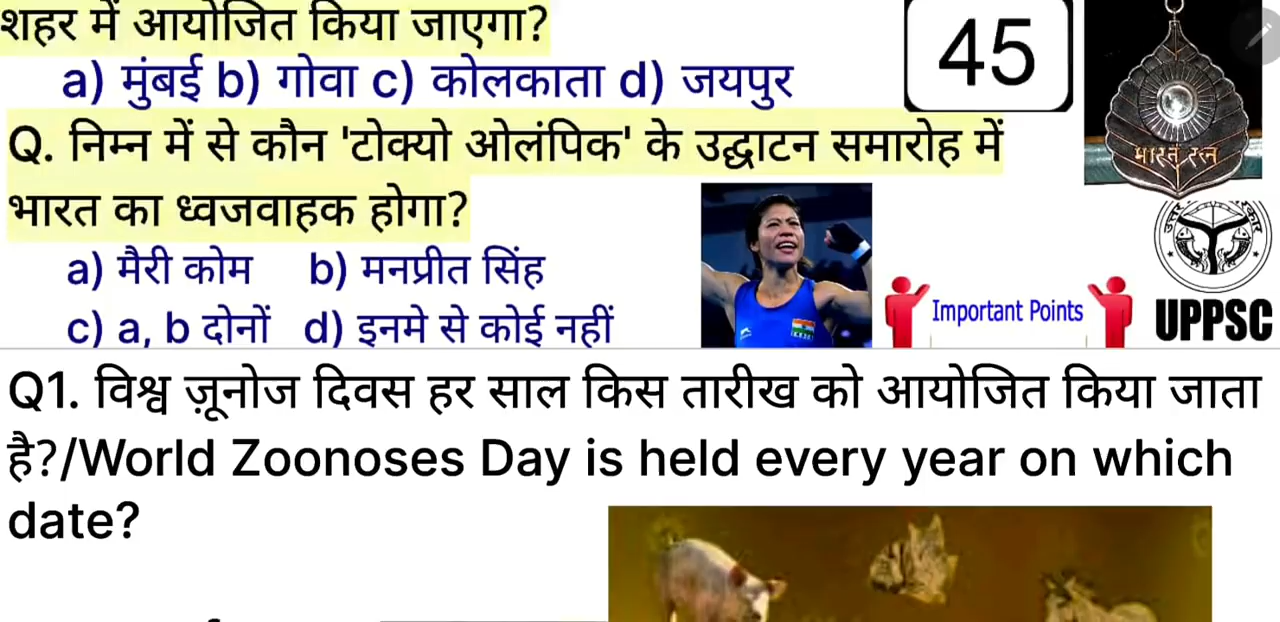 शहर में आयोजित किया जाएगा?
a) मुंबई b) गोवा c) कोलकाता d) जयपुर
45
भारत रत्न
Q. निम्न में से कौन 'टोक्यो ओलंपिक' के उद्घाटन समारोह में
भारत का ध्वजवाहक होगा?
a) मैरी कोम b) मनप्रीत सिंह
c) a, b दोनों d) इनमे से कोई नहीं
Important Points
UPPSC
Q1. विश्व ज़ूनोज दिवस हर साल किस तारीख को आयोजित किया जाता
है?/World Zoonoses Day is held every year on which
date?